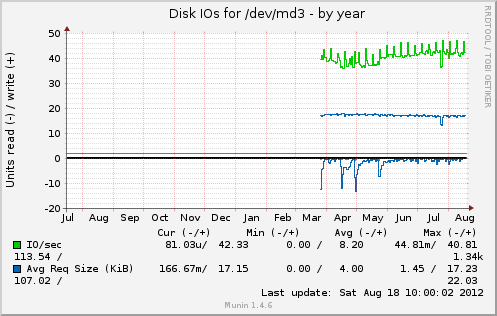 Disk IOs for /dev/md3 - by year
RRDTOOL / TOBI OETIKER
Units read (-) / write (+)
50
40
30
20
10
0
-10
-20
Jul Aug Sep Oct Nov Dec Jan Feb Mar Apr May Jun Jul Aug
Cur (-/+) Min (-/+) Avg (-/+) Max (-/+)
IO/sec 81.03u/ 42.33 0.00 / 8.20 44.81m/ 40.81
113.54 / 1.34k
Avg Req Size (KiB) 166.67m/ 17.15 0.00 / 4.00 1.45 / 17.23
107.02 / 22.03
Last update: Sat Aug 18 10:00:02 2012
Munin 1.4.6